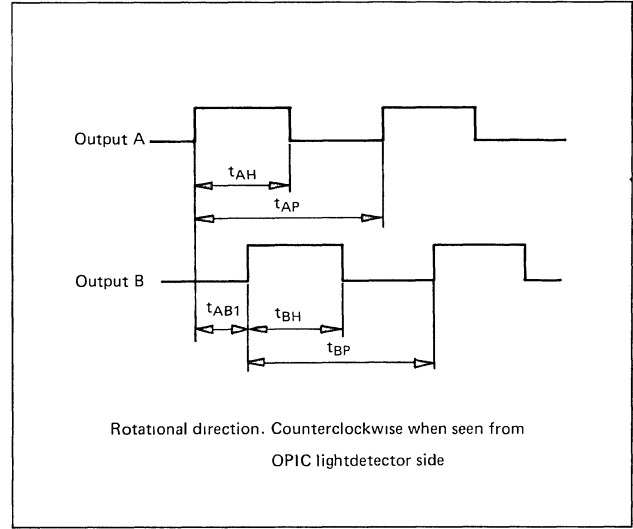 Output A
tAH
tAP
Output B
tAB1
tBH
tBP
Rotational direction. Counterclockwise when seen from
OPIC lightdetector side